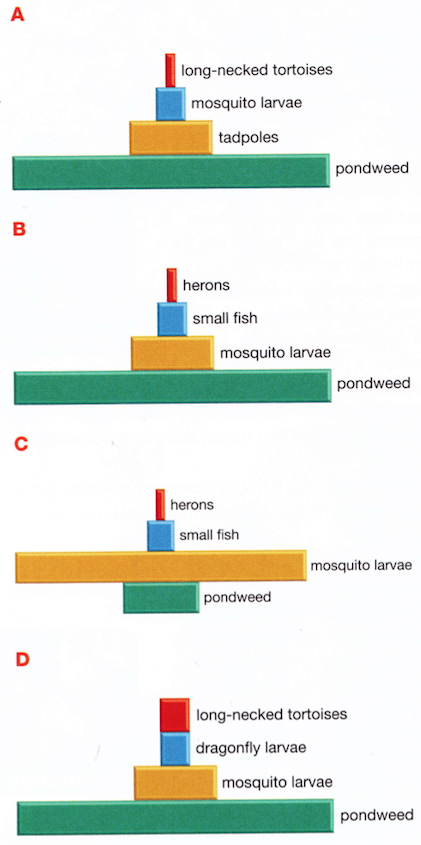 A
long-necked tortoises
mosquito larvae
tadpoles
pondweed
B
herons
small fish
mosquito larvae
pondweed
C
herons
small fish
mosquito larvae
pondweed
D
long-necked tortoises
dragonfly larvae
mosquito larvae
pondweed